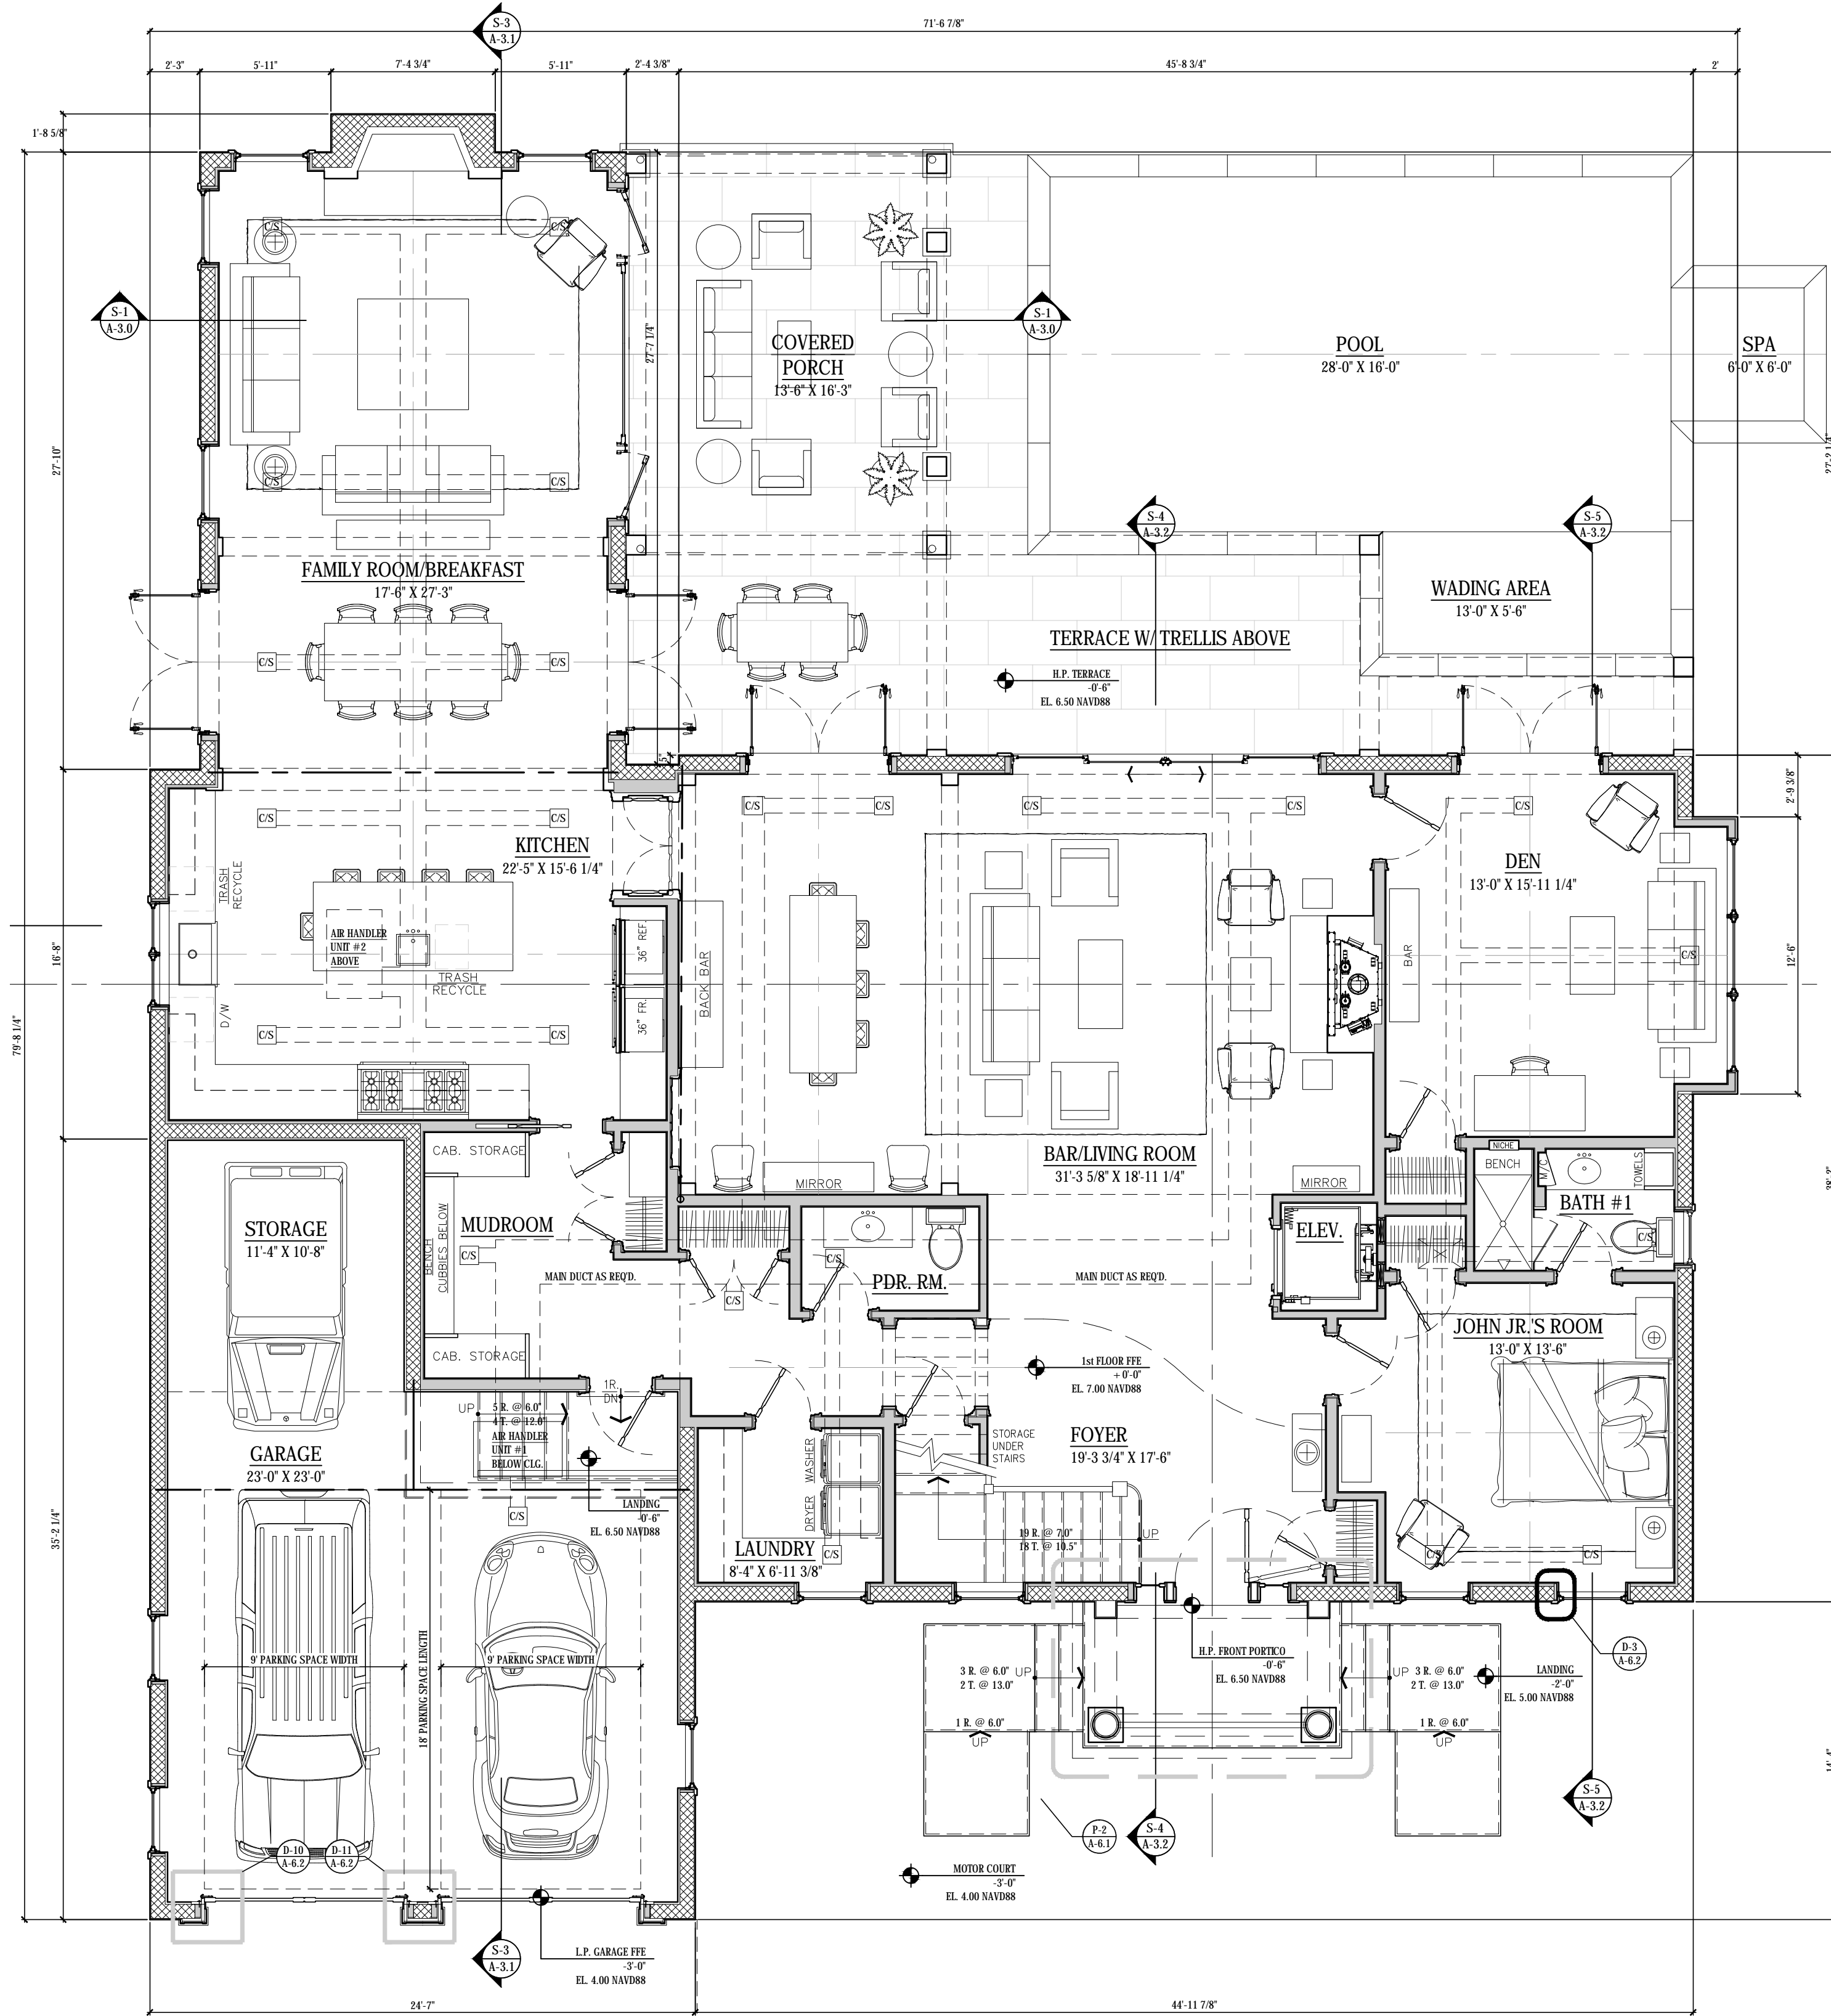 S-3
A-3.1
71'-6 7/8"
2'-3"
5'-11"
7'-4 3/4"
5'-11"
2'-4 3/8"
45'-8 3/4"
2'
1'-8 5/8"
C/S
C/S
S-1
A-3.0
S-1
A-3.0
27'-7 1/4"
COVERED
PORCH
13'-6" X 16'-3"
POOL
28'-0" X 16'-0"
SPA
6'-0" X 6'-0"
27'-10"
27'-2 1/4"
C/S
C/S
S-4
A-3.2
S-5
A-3.2
FAMILY ROOM/BREAKFAST
17'-6" X 27'-3"
WADING AREA
13'-0" X 5'-6"
TERRACE W/ TRELLIS ABOVE
C/S
C/S
H.P. TERRACE
-0'-6"
EL. 6.50 NAVD88
5"
2'-9 3/8"
C/S
C/S
C/S
C/S
C/S
C/S
C/S
KITCHEN
22'-5" X 15'-6 1/4"
DEN
13'-0" X 15'-11 1/4"
TRASH
RECYCLE
AIR HANDLER
UNIT #2
ABOVE
36" REF.
BACK BAR
BAR
C/S
12'-6"
16'-8"
TRASH
RECYCLE
D/W
36" FR.
C/S
C/S
79'-8 1/4"
CAB. STORAGE
BAR/LIVING ROOM
31'-3 5/8" X 18'-11 1/4"
MIRROR
MIRROR
NICHE
BENCH
M/C
TOWELS
BATH #1
38'-2"
STORAGE
11'-4" X 10'-8"
MUDROOM
BENCH
CUBBIES BELOW
C/S
ELEV.
C/S
C/S
PDR. RM.
MAIN DUCT AS REQ'D.
MAIN DUCT AS REQ'D.
C/S
JOHN JR.'S ROOM
13'-0" X 13'-6"
CAB. STORAGE
1st FLOOR FFE
+0'-0"
EL. 7.00 NAVD88
1R.
DN.
UP
5 R. @ 6.0"
4 T. @ 12.0"
AIR HANDLER
UNIT #1
BELOW CLG.
GARAGE
23'-0" X 23'-0"
STORAGE
UNDER
STAIRS
FOYER
19'-3 3/4" X 17'-6"
WASHER
DRYER
LANDING
-0'-6"
EL. 6.50 NAVD88
C/S
35'-2 1/4"
19 R. @ 7.0"
18 T. @ 10.5"
UP
LAUNDRY
8'-4" X 6'-11 3/8"
C/S
C/S
C/S
9' PARKING SPACE WIDTH
18' PARKING SPACE LENGTH
9' PARKING SPACE WIDTH
H.P. FRONT PORTICO
-0'-6"
EL. 6.50 NAVD88
D-3
A-6.2
3 R. @ 6.0"
2 T. @ 13.0"
UP
UP
3 R. @ 6.0"
2 T. @ 13.0"
LANDING
-2'-0"
EL. 5.00 NAVD88
1 R. @ 6.0"
UP
1 R. @ 6.0"
UP
14'-4"
S-5
A-3.2
P-2
A-6.1
S-4
A-3.2
D-10
A-6.2
D-11
A-6.2
MOTOR COURT
-3'-0"
EL. 4.00 NAVD88
S-3
A-3.1
L.P. GARAGE FFE
-3'-0"
EL. 4.00 NAVD88
24'-7"
44'-11 7/8"